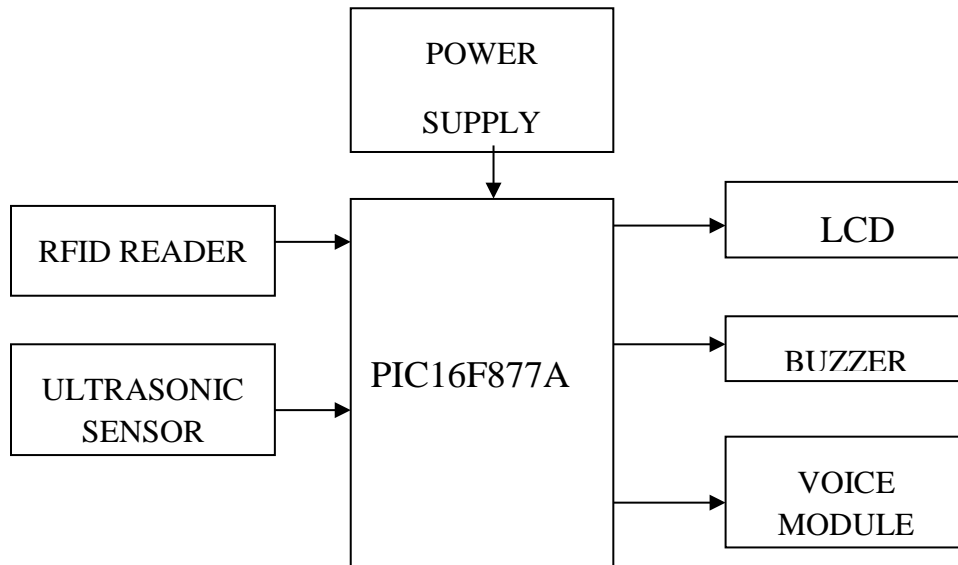 POWER
SUPPLY
RFID READER
LCD
ULTRASONIC
SENSOR
PIC16F877A
BUZZER
VOICE
MODULE